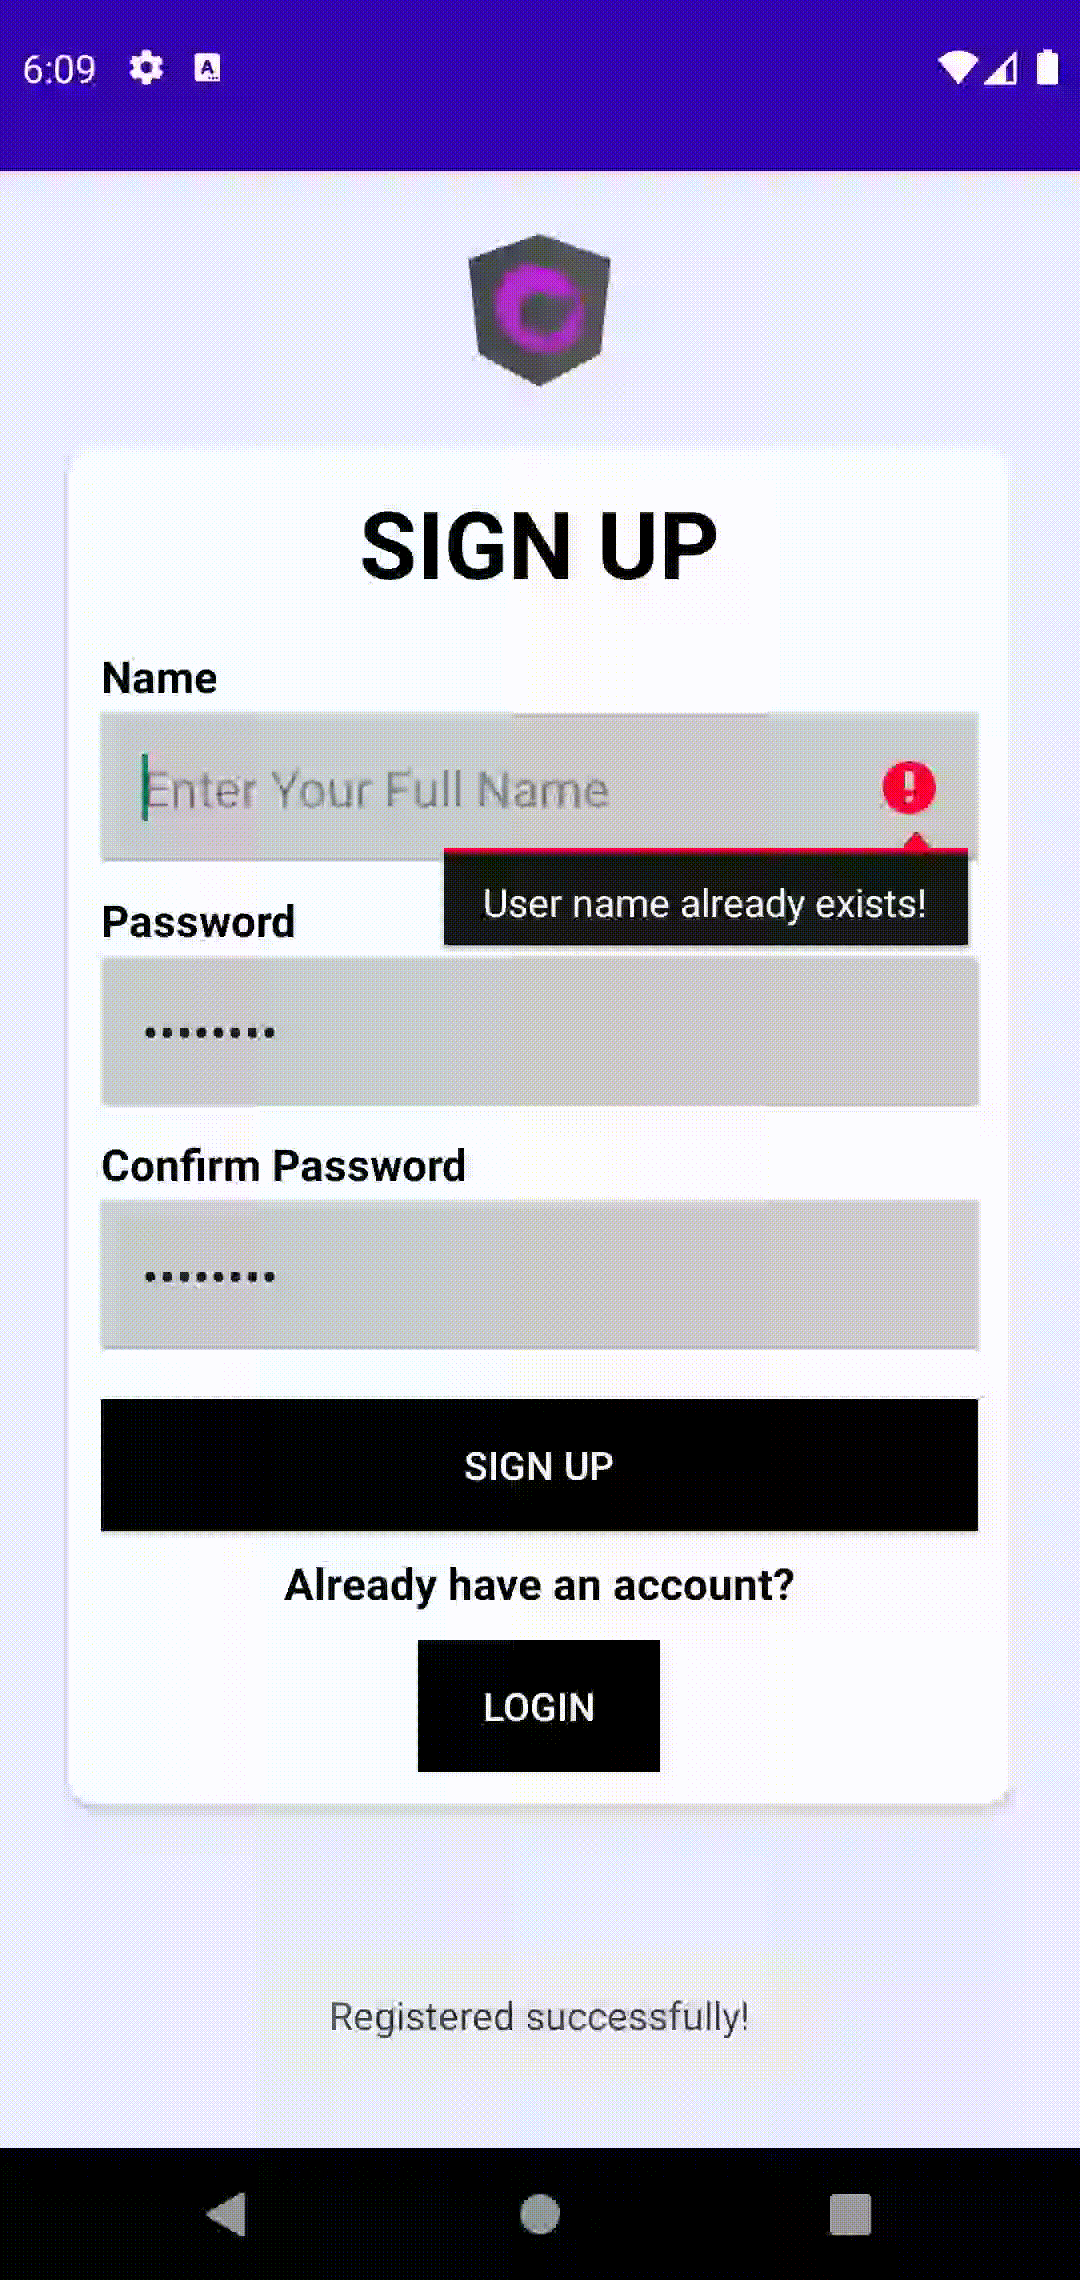 6:09
SIGN UP
Name
Enter Your Full Name
User name already exists!
Password
Confirm Password
SIGN UP
Already have an account?
LOGIN
Registered successfully!